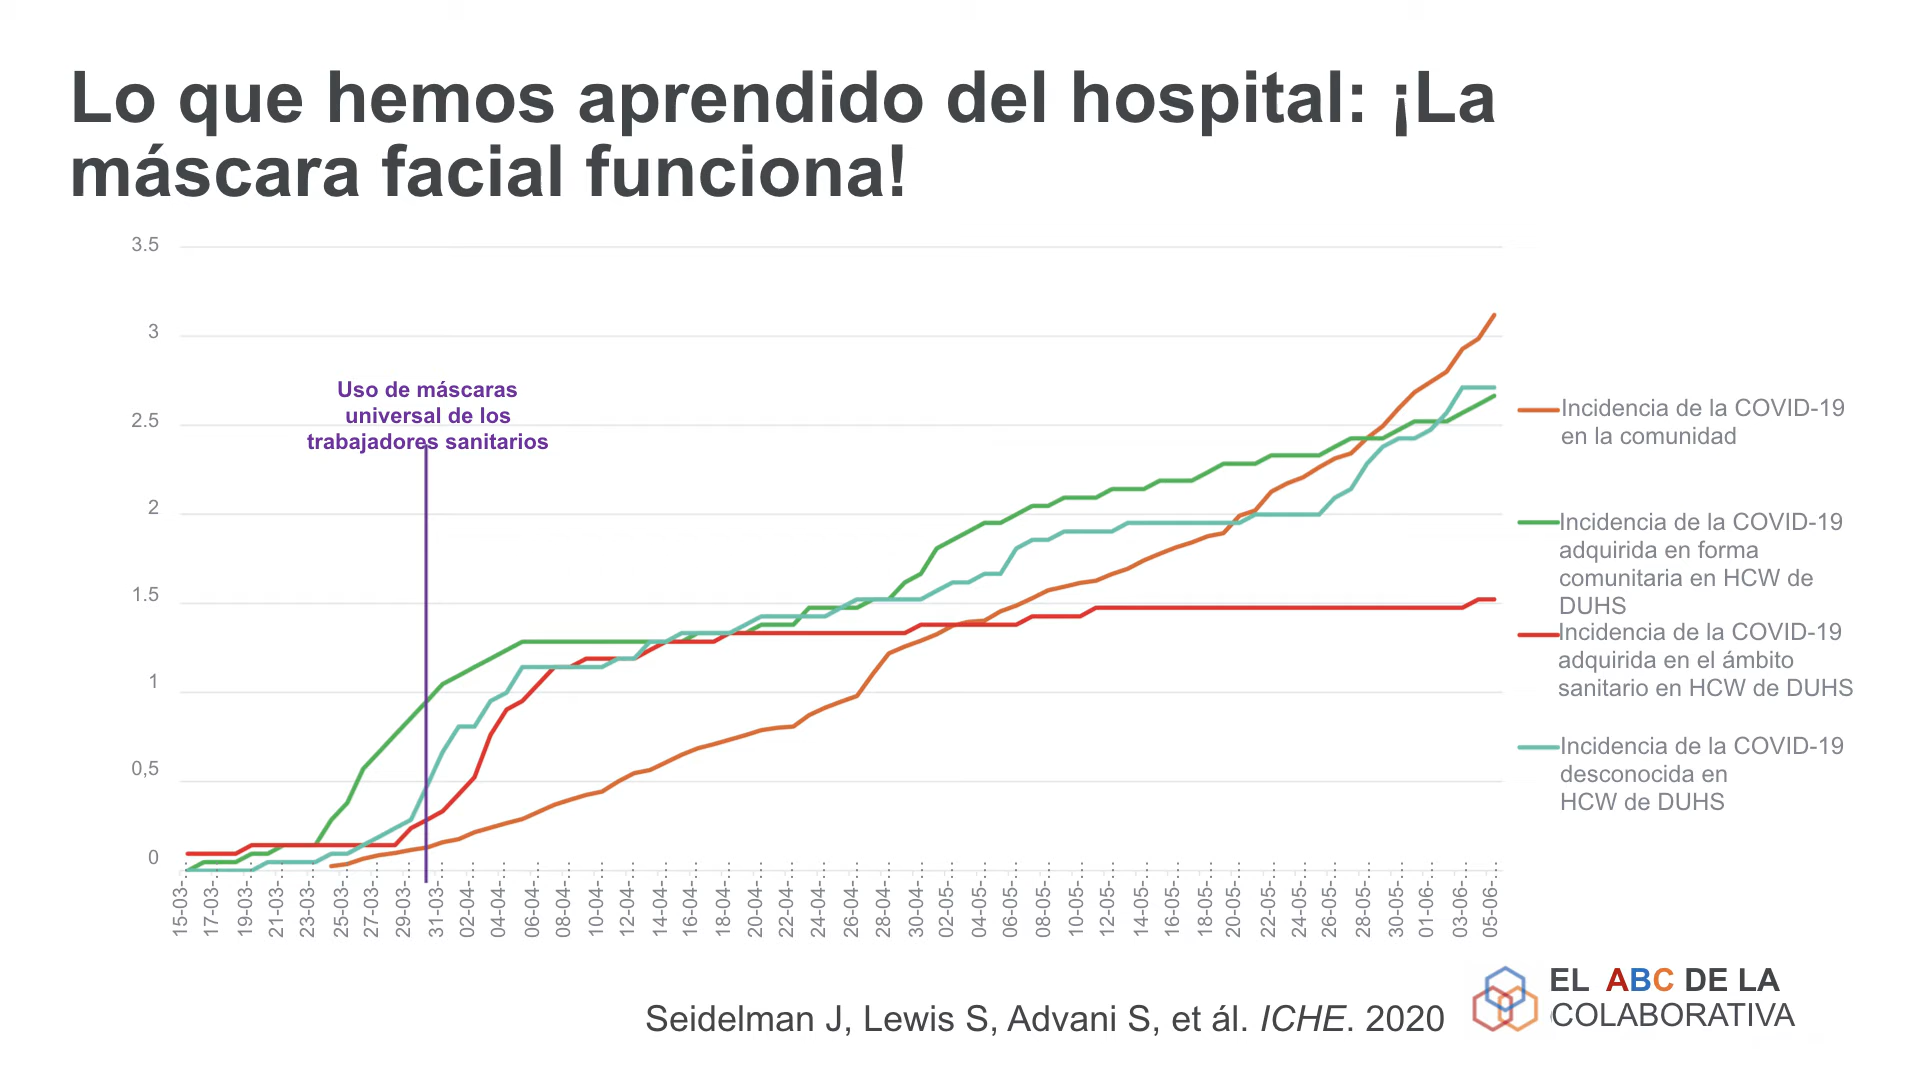 Lo que hemos aprendido del hospital: ¡La
máscara facial funciona!
3.5
3
2.5
2
1.5
1
0,5
0
Uso de máscaras
universal de los
trabajadores sanitarios
15-03-...
17-03-...
19-03-...
21-03-...
23-03-...
25-03-...
27-03-...
29-03-...
31-03-...
02-04-...
04-04-...
06-04-...
08-04-...
10-04-...
12-04-...
14-04-...
16-04-...
18-04-...
20-04-...
22-04-...
24-04-...
26-04-...
28-04-...
30-04-...
02-05-...
04-05-...
06-05-...
08-05-...
10-05-...
12-05-...
14-05-...
16-05-...
18-05-...
20-05-...
22-05-...
24-05-...
26-05-...
28-05-...
30-05-...
01-06-...
03-06-...
05-06-...
Incidencia de la COVID-19
en la comunidad
Incidencia de la COVID-19
adquirida en forma
comunitaria en HCW de
DUHS
Incidencia de la COVID-19
adquirida en el ámbito
sanitario en HCW de DUHS
Incidencia de la COVID-19
desconocida en
HCW de DUHS
Seidelman J, Lewis S, Advani S, et ál. ICHE. 2020
EL ABC DE LA
COLABORATIVA